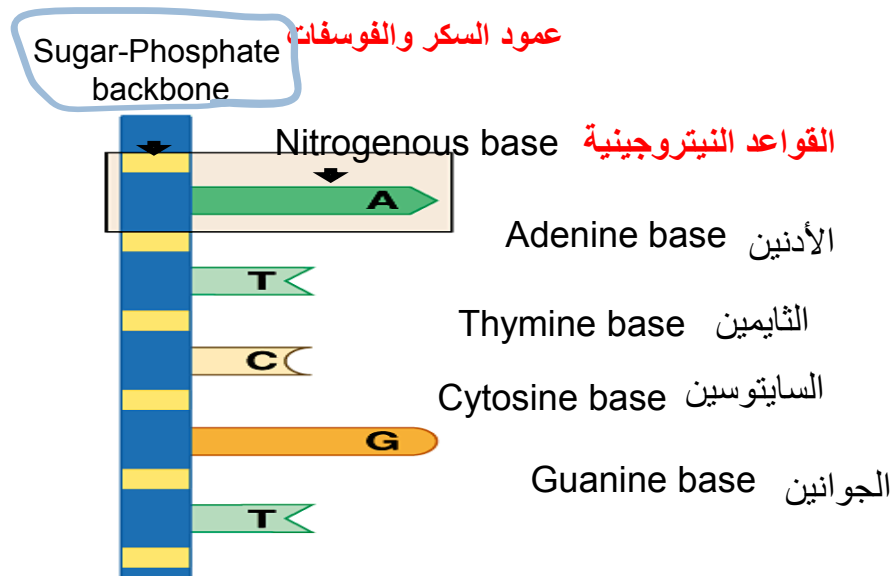 Sugar-Phosphate عمود السكر والفوسفات
backbone
Nitrogenous base القواعد النيتروجينية
A
Adenine base الأدنين
T
Thymine base الثايمين
C
Cytosine base السايتوسين
G
Guanine base الجوانين
T